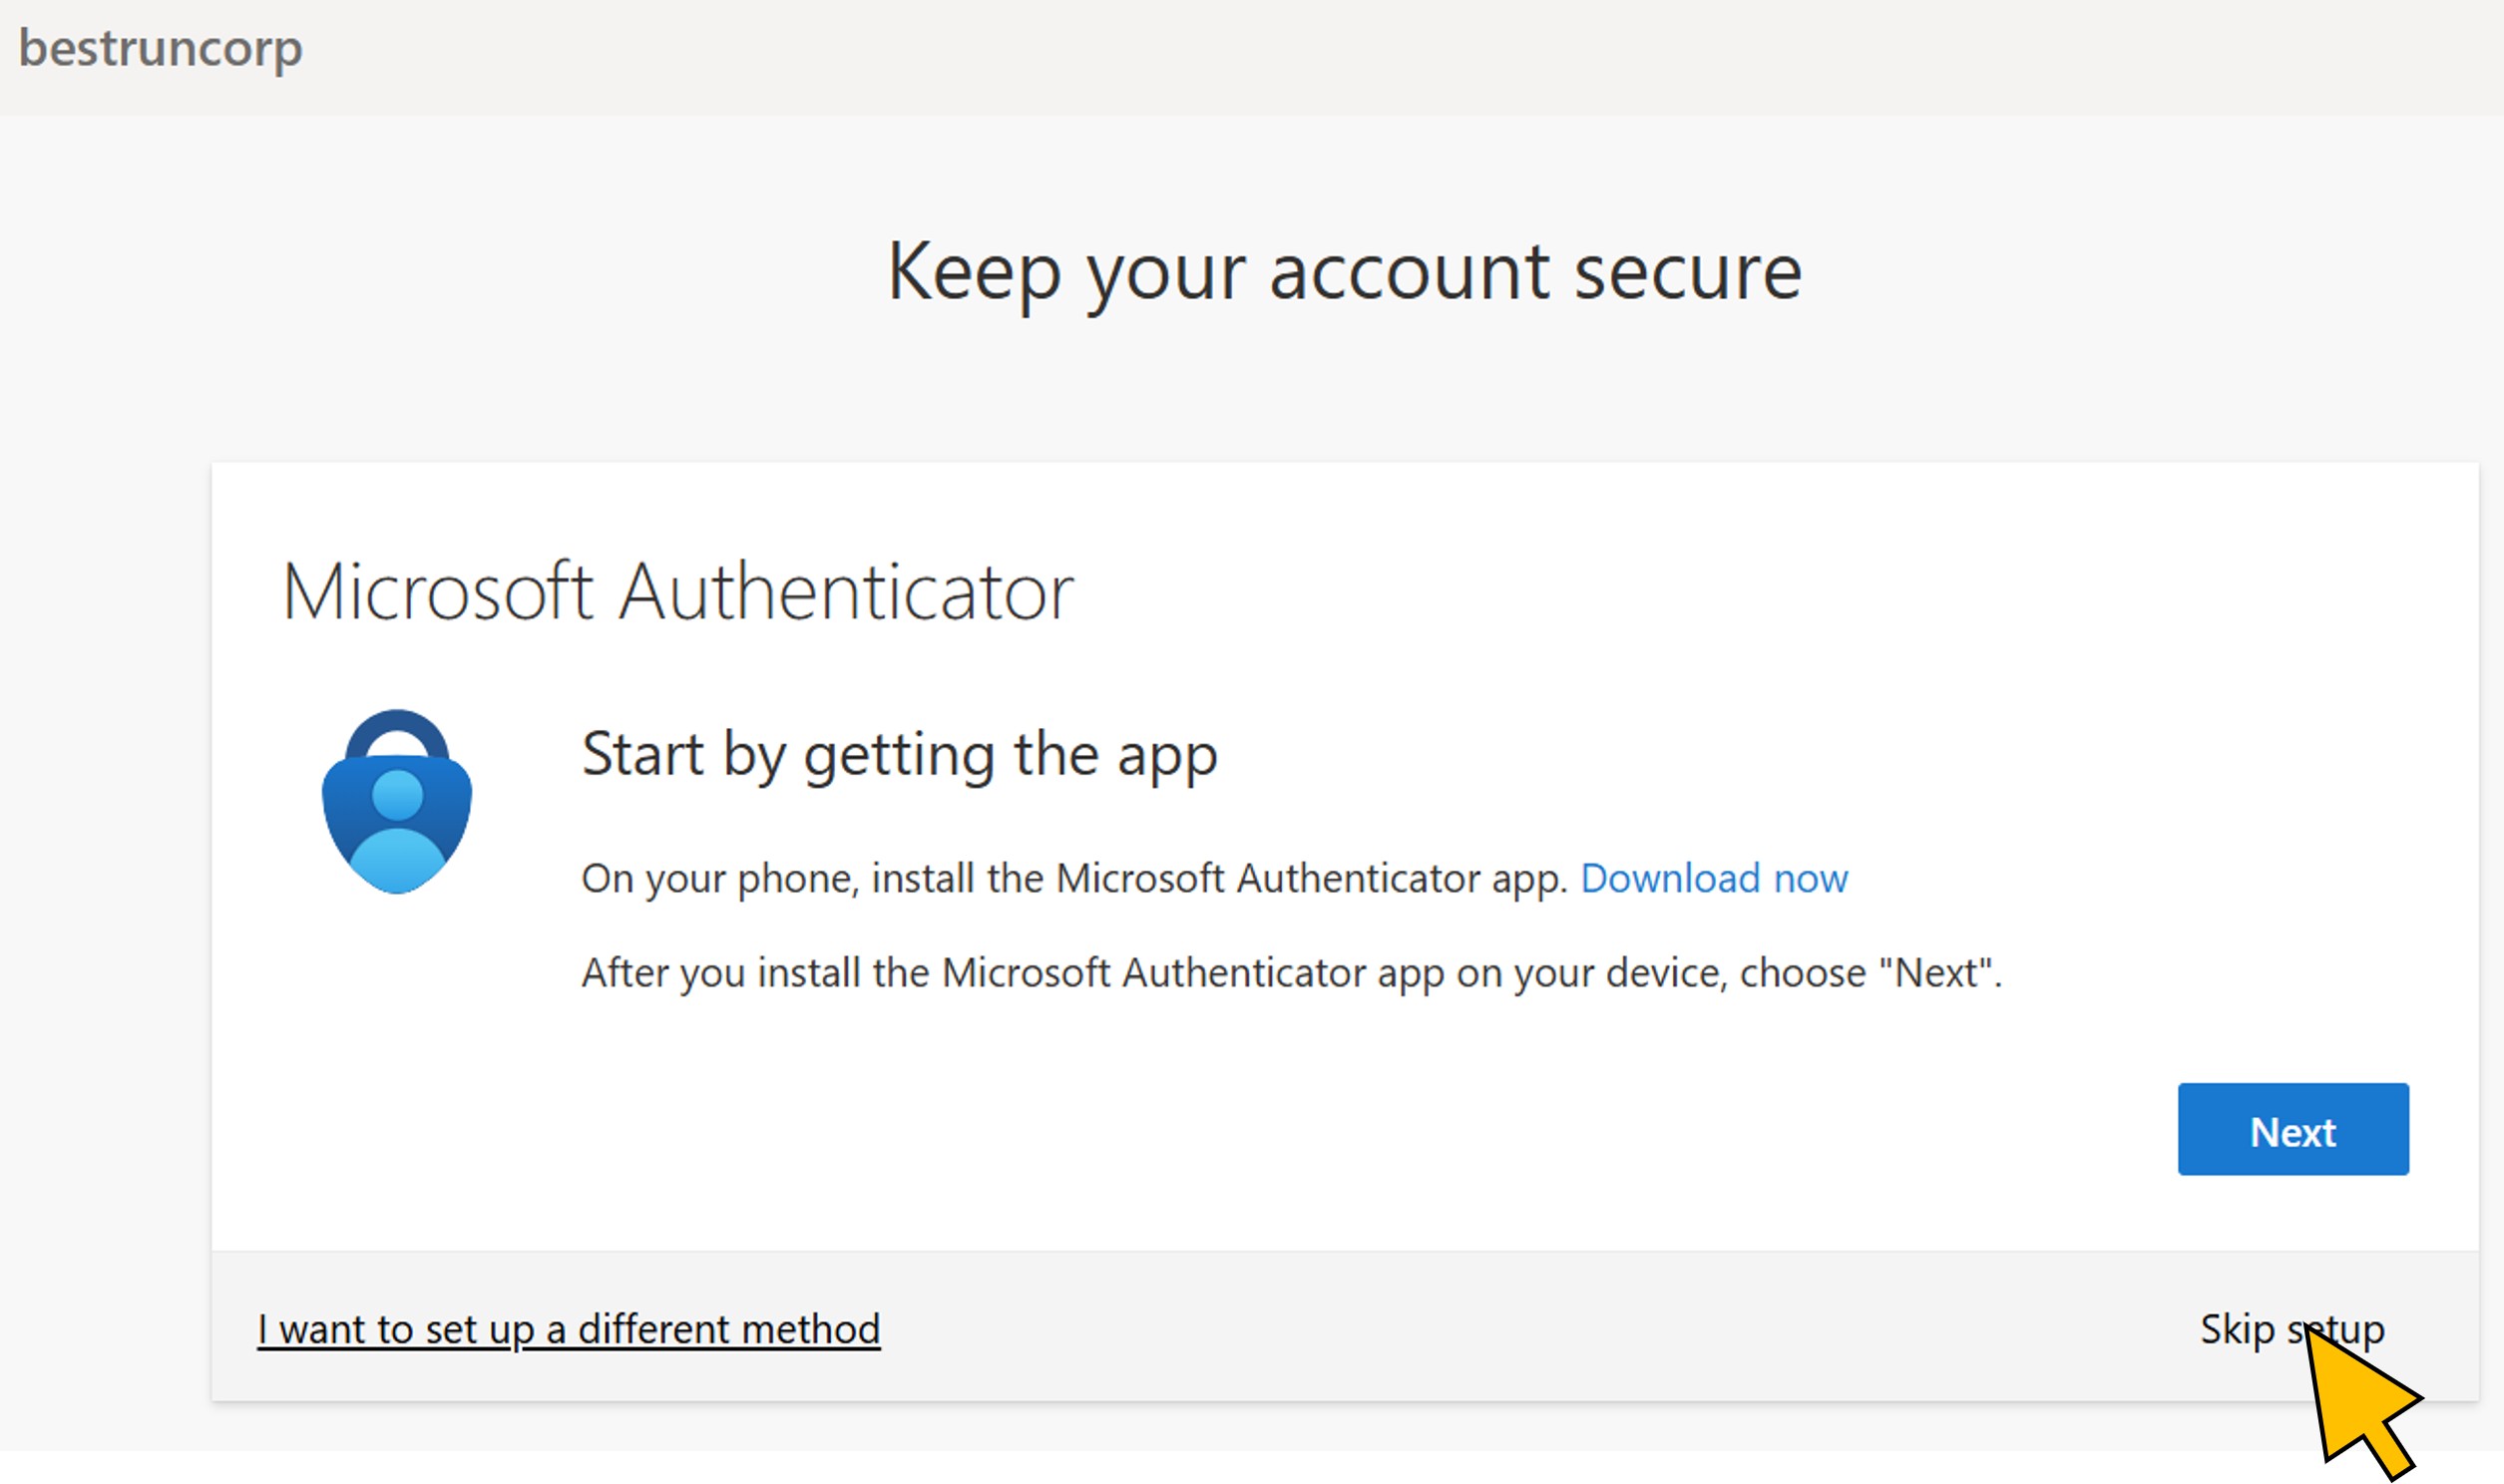 bestruncorp
Keep your account secure
Microsoft Authenticator
Start by getting the app
On your phone, install the Microsoft Authenticator app. Download now
After you install the Microsoft Authenticator app on your device, choose "Next".
Next
I want to set up a different method
Skip setup